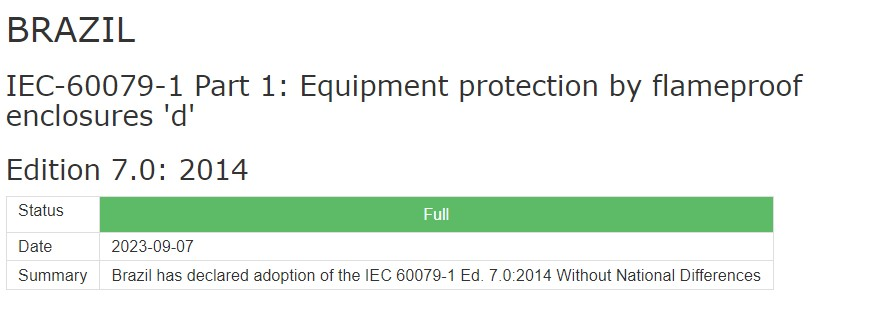 BRAZIL
IEC-60079-1 Part 1: Equipment protection by flameproof
enclosures 'd'
Edition 7.0: 2014
Status Full
Date 2023-09-07
Summary Brazil has declared adoption of the IEC 60079-1 Ed. 7.0:2014 Without National Differences